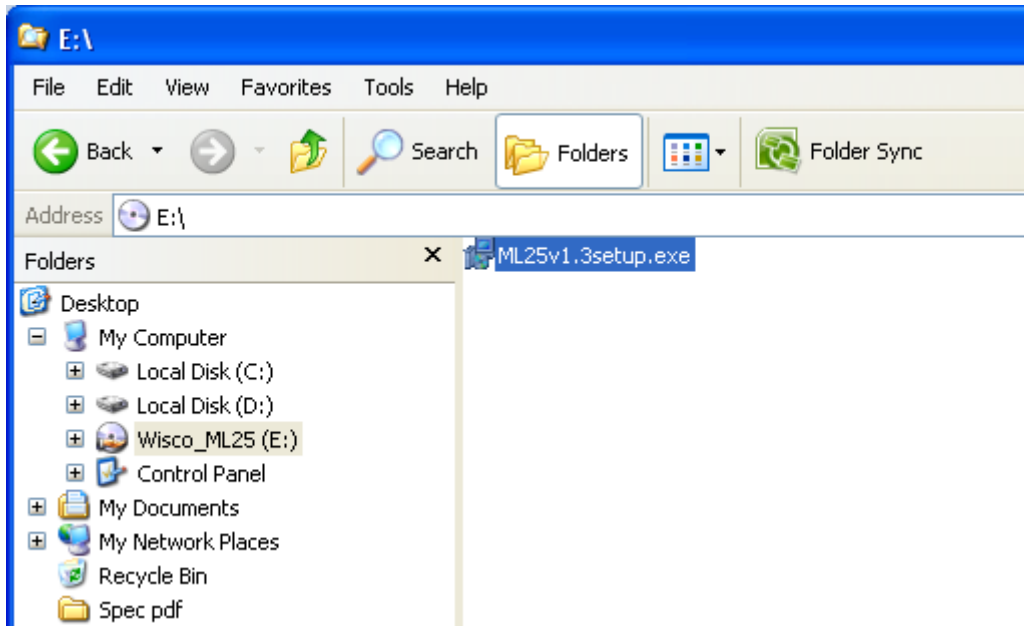 E:\
File Edit View Favorites Tools Help
Back Search Folders Folder Sync
Address E:\
Folders
ML25v1.3setup.exe
Desktop
My Computer
Local Disk (C:)
Local Disk (D:)
Wisco_ML25 (E:)
Control Panel
My Documents
My Network Places
Recycle Bin
Spec pdf